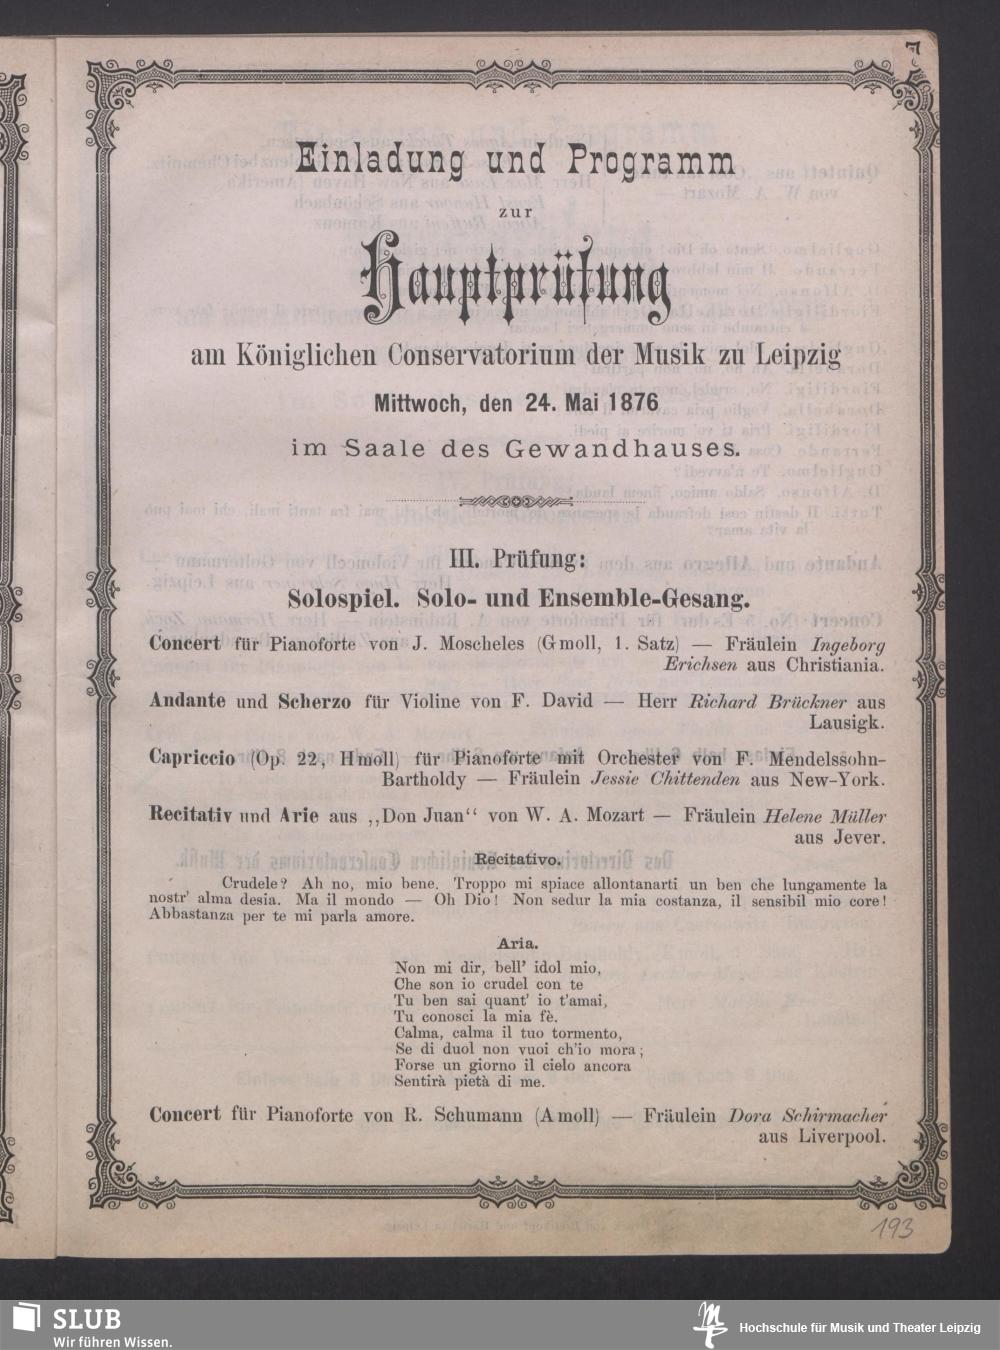 Einladung und Programm
zur
Hauptprüfung
am Königlichen Conservatorium der Musik zu Leipzig
Mittwoch, den 24. Mai 1876
im Saale des Gewandhauses.
III. Prüfung:
Solospiel. Solo- und Ensemble-Gesang.
Concert für Pianoforte von J. Moscheles (G moll, 1. Satz) — Fräulein Ingeborg
Erichsen aus Christiania.
Andante und Scherzo für Violine von F. David — Herr Richard Brückner aus
Lausigk.
Capriccio (Op. 22, H moll) für Pianoforte mit Orchester von F. Mendelssohn-
Bartholdy — Fräulein Jessie Chittenden aus New-York.
Recitativ und Arie aus „Don Juan“ von W. A. Mozart — Fräulein Helene Müller
aus Jever.
Recitativo.
Crudele? Ah no, mio bene. Troppo mi spiace allontanarti un ben che lungamente la
nostr' alma desia. Ma il mondo — Oh Dio! Non sedur la mia costanza, il sensibil mio core!
Abbastanza per te mi parla amore.
Aria.
Non mi dir, bell' idol mio,
Che son io crudel con te
Tu ben sai quant' io t'amai,
Tu conosci la mia fè.
Calma, calma il tuo tormento,
Se di duol non vuoi ch'io mora;
Forse un giorno il cielo ancora
Sentirà pietà di me.
Concert für Pianoforte von R. Schumann (A moll) — Fräulein Dora Schirmacher
aus Liverpool.
193
SLUB
Wir führen Wissen.
Hochschule für Musik und Theater Leipzig